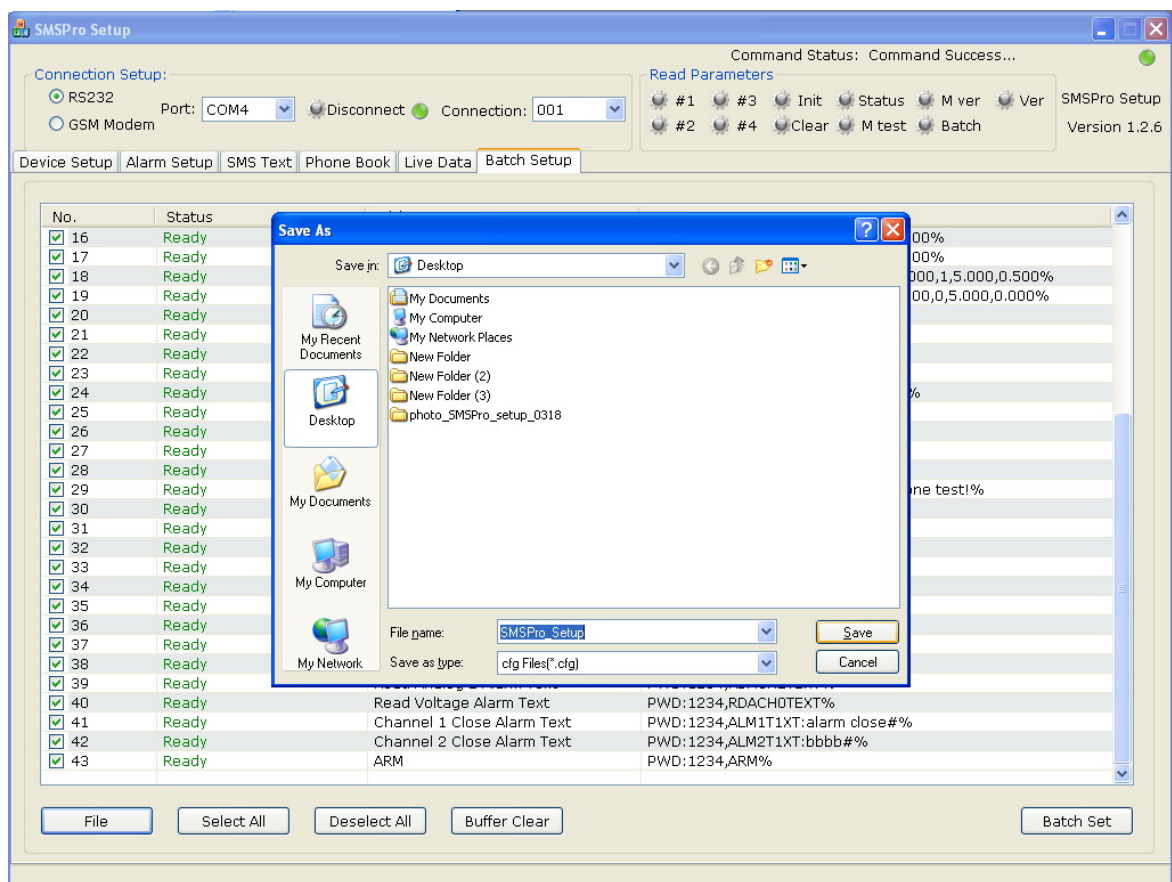 SMSPro Setup
Command Status: Command Success...
Connection Setup:
Read Parameters
RS232
GSM Modem
Port: COM4 Disconnect Connection: 001
#1 #3 Init Status M ver Ver
#2 #4 Clear M test Batch
SMSPro Setup
Version 1.2.6
Device Setup Alarm Setup SMS Text Phone Book Live Data Batch Setup
No. Status
16 Ready 00%
17 Ready 00%
18 Ready 000,1,5.000,0.500%
19 Ready 00,0,5.000,0.000%
20 Ready
21 Ready
22 Ready
23 Ready
24 Ready %
25 Ready
26 Ready
27 Ready
28 Ready
29 Ready one test!%
30 Ready
31 Ready
32 Ready
33 Ready
34 Ready
35 Ready
36 Ready
37 Ready
38 Ready
39 Ready
40 Ready Read Voltage Alarm Text PWD:1234,RDACH0TEXT%
41 Ready Channel 1 Close Alarm Text PWD:1234,ALM1T1XT:alarm close#%
42 Ready Channel 2 Close Alarm Text PWD:1234,ALM2T1XT:bbbb#%
43 Ready ARM PWD:1234,ARM%
Save As
Save in: Desktop
My Recent Documents
Desktop
My Documents
My Computer
My Network
My Documents
My Computer
My Network Places
New Folder
New Folder (2)
New Folder (3)
photo_SMSPro_setup_0318
File name: SMSPro_Setup Save
Save as type: cfg Files(*.cfg) Cancel
File Select All Deselect All Buffer Clear Batch Set